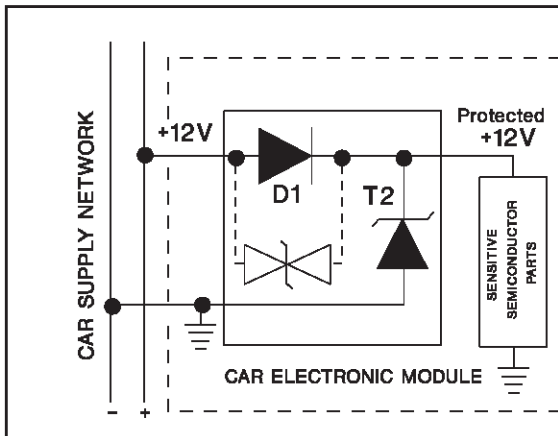 CAR SUPPLY NETWORK
+12V
D1
T2
Protected
+12V
SENSITIVE
SEMICONDUCTOR
PARTS
CAR ELECTRONIC MODULE
- +